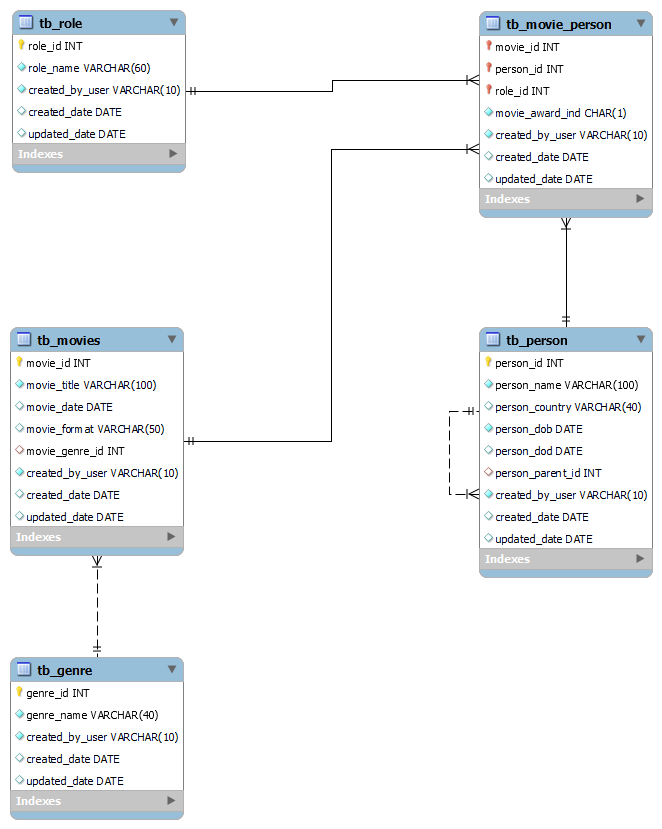 tb_role
role_id INT
role_name VARCHAR(60)
created_by_user VARCHAR(10)
created_date DATE
updated_date DATE
Indexes
tb_movie_person
movie_id INT
person_id INT
role_id INT
movie_award_ind CHAR(1)
created_by_user VARCHAR(10)
created_date DATE
updated_date DATE
Indexes
tb_movies
movie_id INT
movie_title VARCHAR(100)
movie_date DATE
movie_format VARCHAR(50)
movie_genre_id INT
created_by_user VARCHAR(10)
created_date DATE
updated_date DATE
Indexes
tb_person
person_id INT
person_name VARCHAR(100)
person_country VARCHAR(40)
person_dob DATE
person_dod DATE
person_parent_id INT
created_by_user VARCHAR(10)
created_date DATE
updated_date DATE
Indexes
tb_genre
genre_id INT
genre_name VARCHAR(40)
created_by_user VARCHAR(10)
created_date DATE
updated_date DATE
Indexes